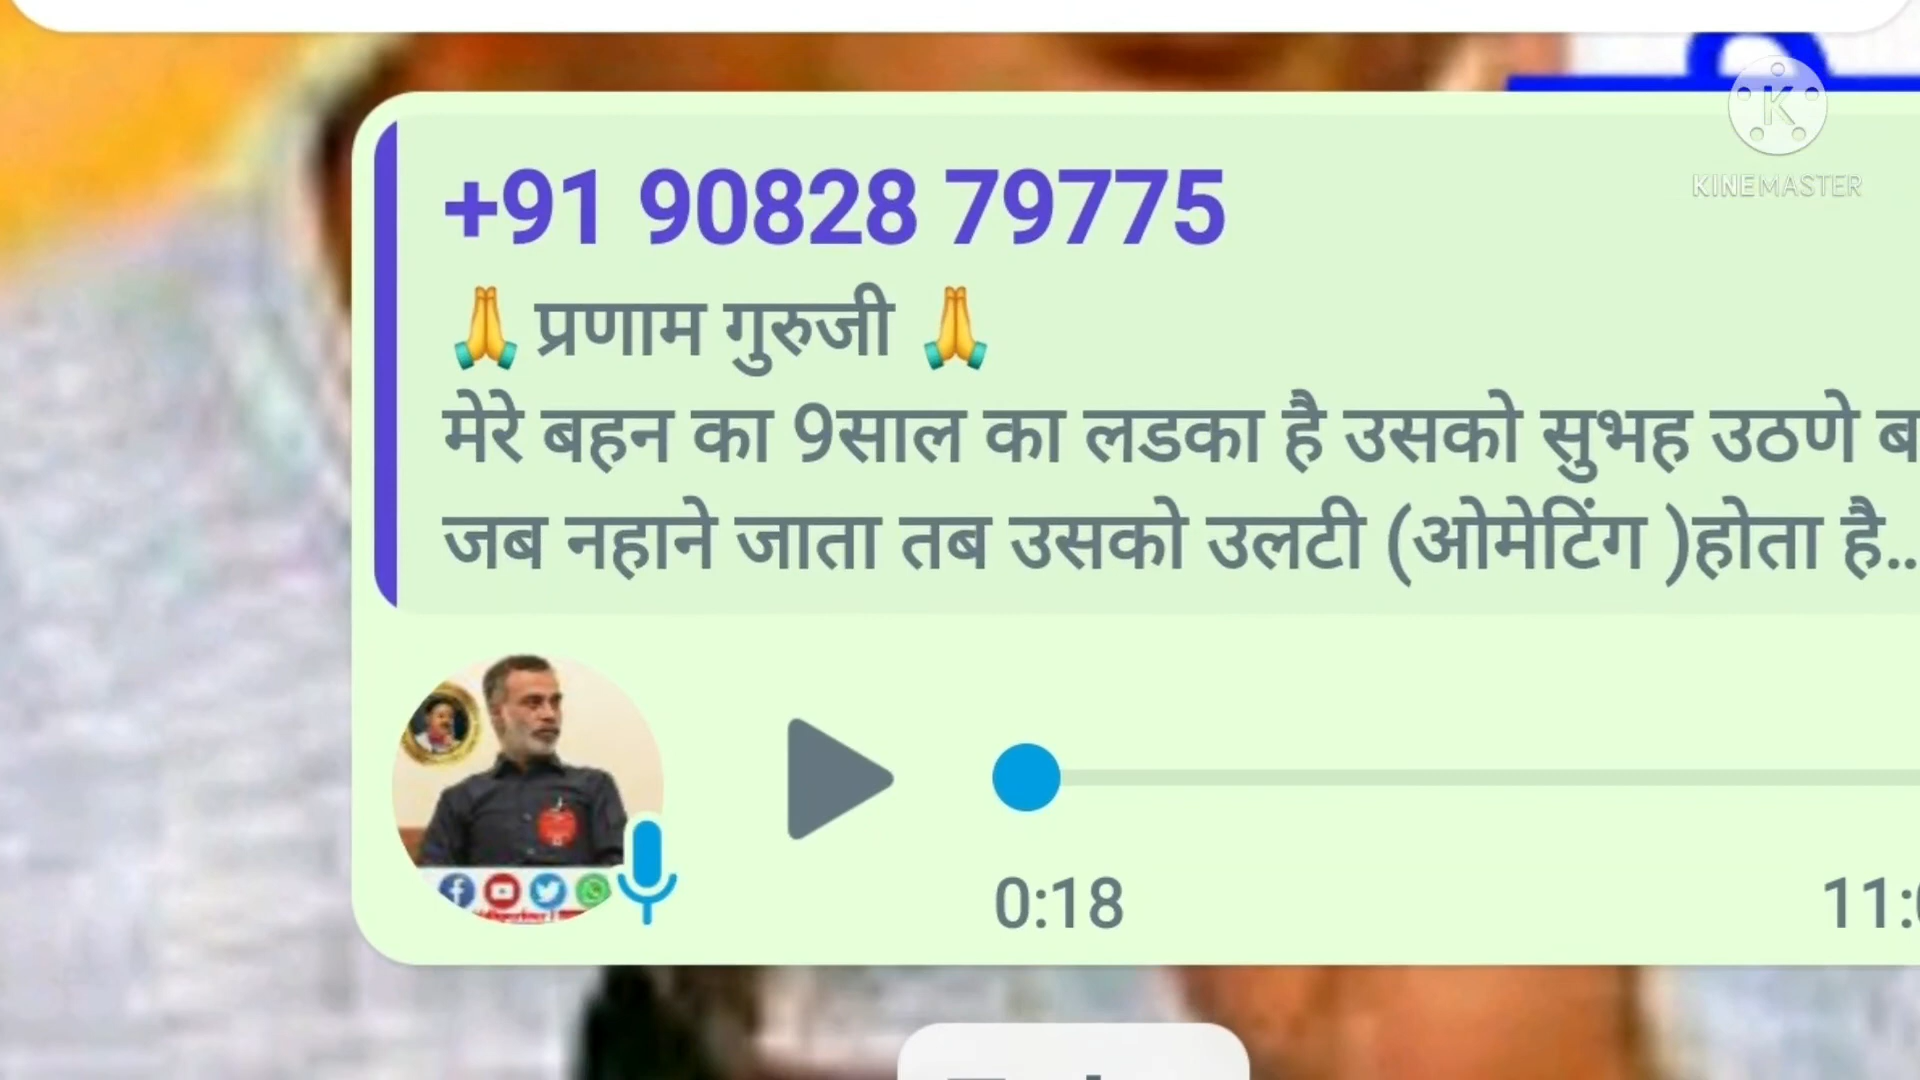 KINEMASTER
+91 90828 79775
🙏प्रणाम गुरुजी 🙏
मेरे बहन का 9साल का लडका है उसको सुभह उठणे
जब नहाने जाता तब उसको उलटी (ओमेटिंग )होता है..
0:18